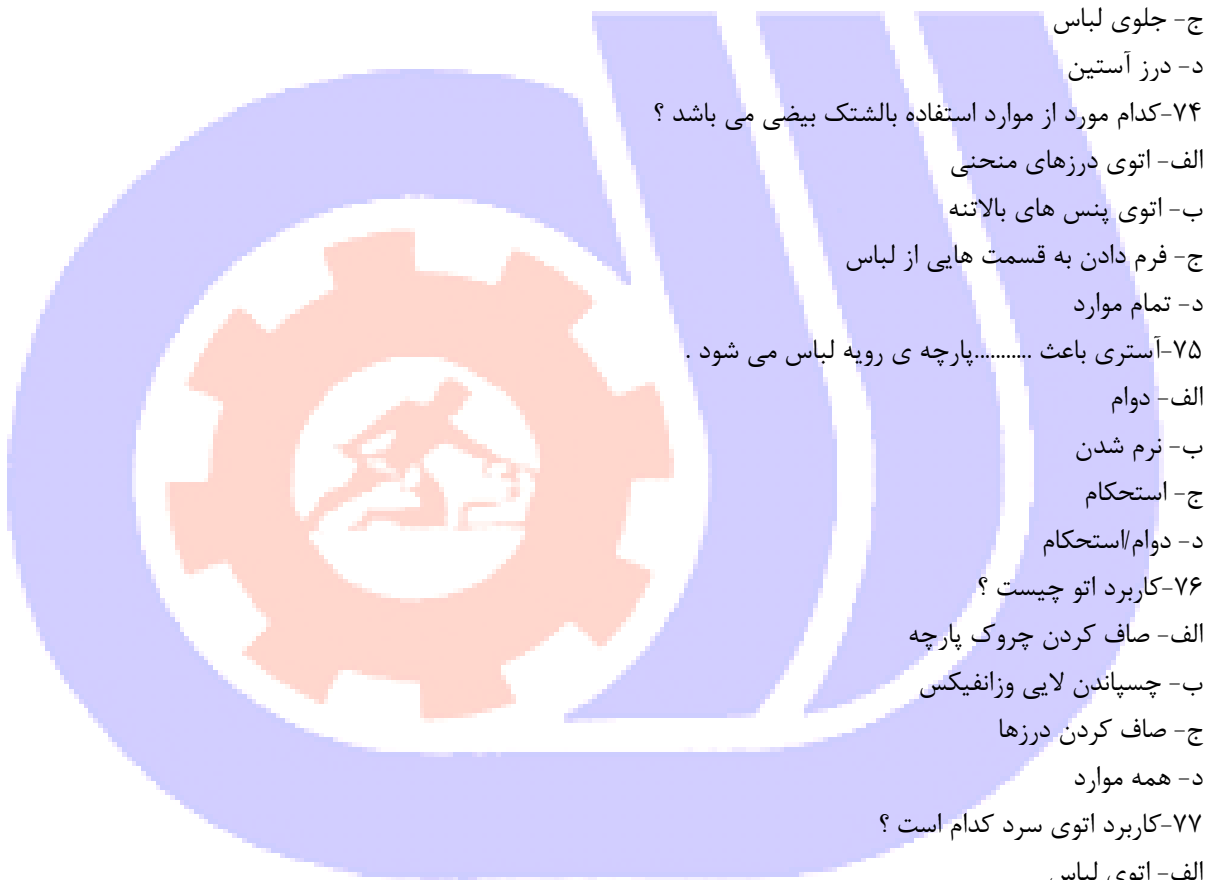 ج- جلوی لباس
د- درز آستین
۷۴-کدام مورد از موارد استفاده بالشتک بیضی می باشد ؟
الف- اتوی درزهای منحنی
ب- اتوی پنس های بالاتنه
ج- فرم دادن به قسمت هایی از لباس
د- تمام موارد
۷۵-آستری باعث ..........پارچه ی رویه لباس می شود .
الف- دوام
ب- نرم شدن
ج- استحکام
د- دوام/استحکام
۷۶-کاربرد اتو چیست ؟
الف- صاف کردن چروک پارچه
ب- چسپاندن لایی وزانفیکس
ج- صاف کردن درزها
د- همه موارد
۷۷-کاربرد اتوی سرد کدام است ؟
الف- اتوی لباس